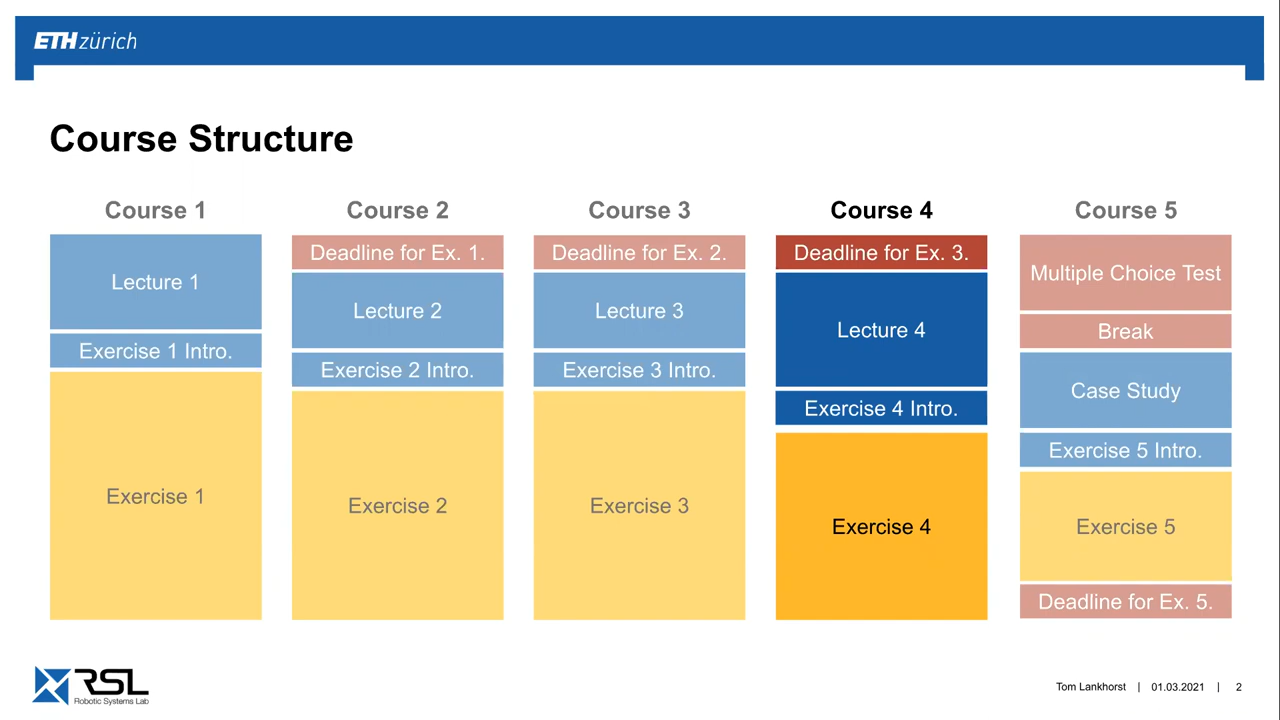 ETH zürich
Course Structure
Course 1
Lecture 1
Exercise 1 Intro.
Exercise 1
Course 2
Deadline for Ex. 1.
Lecture 2
Exercise 2 Intro.
Exercise 2
Course 3
Deadline for Ex. 2.
Lecture 3
Exercise 3 Intro.
Exercise 3
Course 4
Deadline for Ex. 3.
Lecture 4
Exercise 4 Intro.
Exercise 4
Course 5
Multiple Choice Test
Break
Case Study
Exercise 5 Intro.
Exercise 5
Deadline for Ex. 5.
RSL
Robotic Systems Lab
Tom Lankhorst | 01.03.2021 | 2